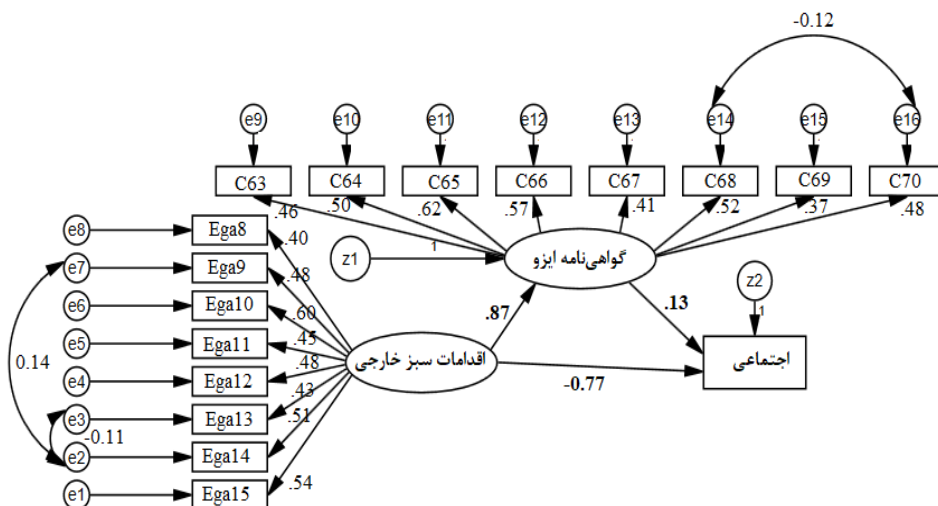 -0.12
e9 e10 e11 e12 e13 e14 e15 e16
C63 C64 C65 C66 C67 C68 C69 C70
.46 .50 .62 .57 .41 .52 .37 .48
e8 Ega8 .40
e7 Ega9 .48
z1 1 گواهی‌نامه ایزو
z2
1
e6 Ega10 .60
.87 .13
e5 Ega11 .45
0.14
اقدامات سبز خارجی
اجتماعی
-0.77
e4 Ega12 .48
e3 Ega13 .43
-0.11
e2 Ega14 .51
e1 Ega15 .54